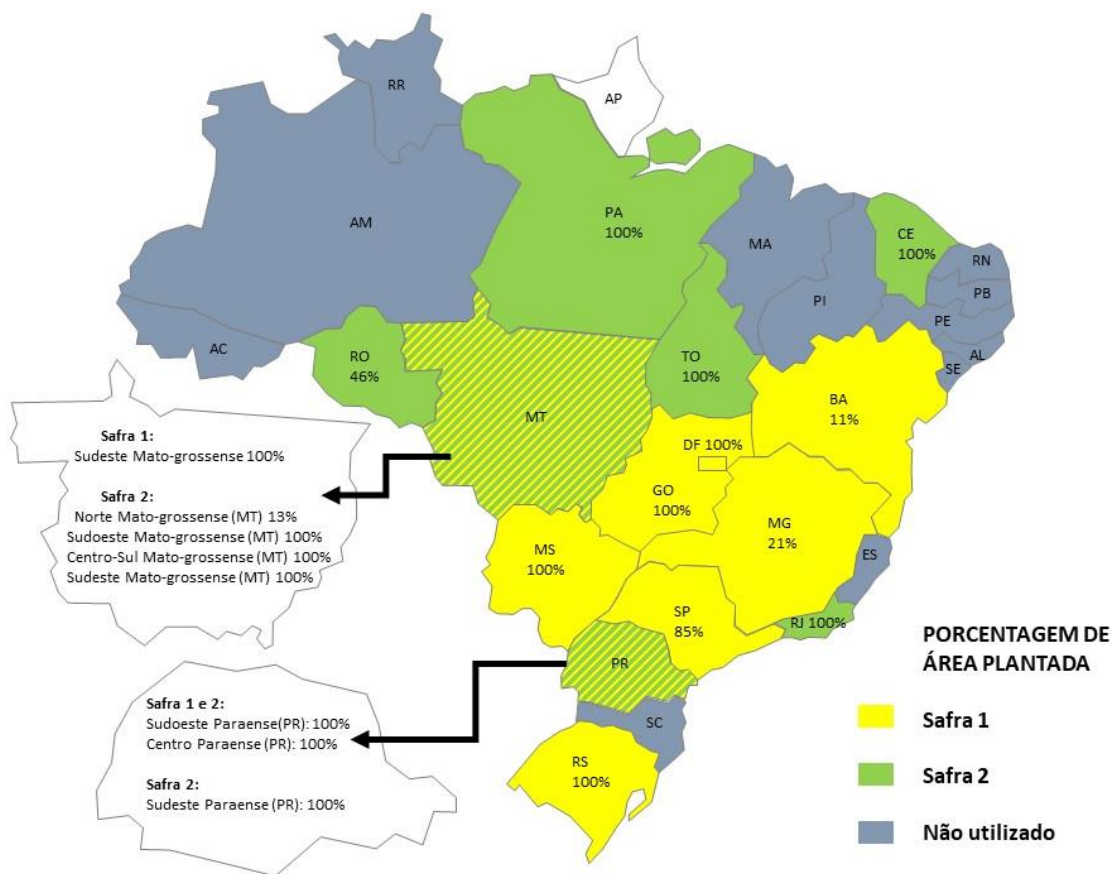 RR
AP
AM
PA
100%
MA
CE
100%
RN
PB
PI
PE
AL
SE
AC
RO
46%
TO
100%
MT
BA
11%
DF 100%
GO
100%
MG
21%
ES
MS
100%
SP
85%
RJ 100%
PR
SC
RS
100%
Safra 1:
Sudeste Mato-grossense 100%
Safra 2:
Norte Mato-grossense (MT) 13%
Sudoeste Mato-grossense (MT) 100%
Centro-Sul Mato-grossense (MT) 100%
Sudeste Mato-grossense (MT) 100%
Safra 1 e 2:
Sudoeste Paraense(PR): 100%
Centro Paraense (PR): 100%
Safra 2:
Sudeste Paraense (PR): 100%
PORCENTAGEM DE
ÁREA PLANTADA
Safra 1
Safra 2
Não utilizado